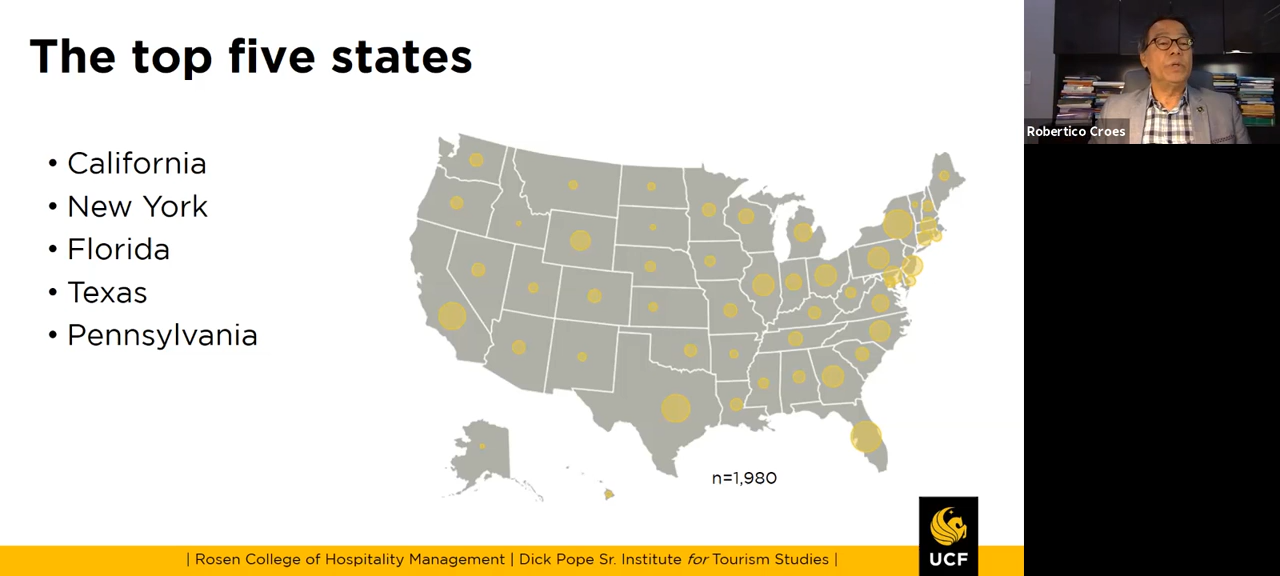 The top five states
• California
• New York
• Florida
• Texas
• Pennsylvania
n=1,980
| Rosen College of Hospitality Management | Dick Pope Sr. Institute for Tourism Studies |
UCF
Robertico Croes